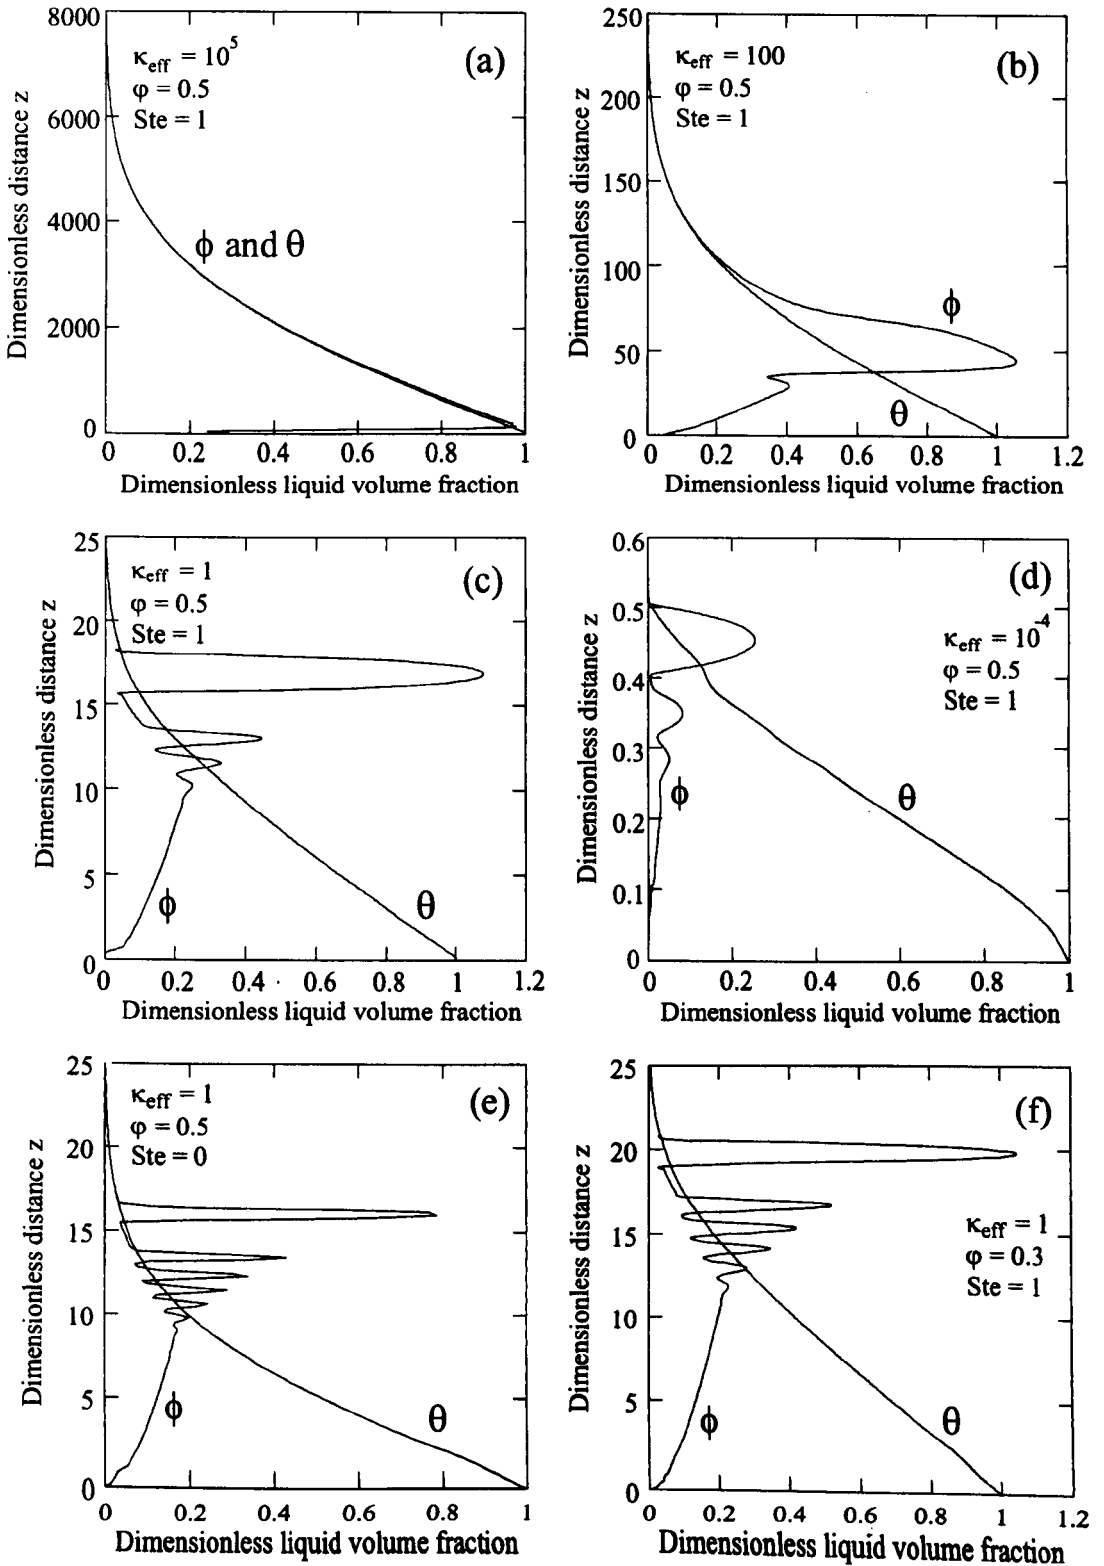 8000
6000
4000
2000
0
Dimensionless distance z
κeff = 10^5
φ = 0.5
Ste = 1
(a)
ϕ and θ
0 0.2 0.4 0.6 0.8 1
Dimensionless liquid volume fraction
250
200
150
100
50
0
Dimensionless distance z
κeff = 100
φ = 0.5
Ste = 1
(b)
ϕ
θ
0 0.2 0.4 0.6 0.8 1 1.2
Dimensionless liquid volume fraction
25
20
15
10
5
0
Dimensionless distance z
κeff = 1
φ = 0.5
Ste = 1
(c)
ϕ
θ
0 0.2 0.4 0.6 0.8 1 1.2
Dimensionless liquid volume fraction
0.6
0.5
0.4
0.3
0.2
0.1
0
Dimensionless distance z
(d)
κeff = 10^-4
φ = 0.5
Ste = 1
ϕ
θ
0 0.2 0.4 0.6 0.8 1
Dimensionless liquid volume fraction
25
20
15
10
5
0
Dimensionless distance z
κeff = 1
φ = 0.5
Ste = 0
(e)
ϕ
θ
0 0.2 0.4 0.6 0.8 1
Dimensionless liquid volume fraction
25
20
15
10
5
0
Dimensionless distance z
(f)
κeff = 1
φ = 0.3
Ste = 1
ϕ
θ
0 0.2 0.4 0.6 0.8 1 1.2
Dimensionless liquid volume fraction